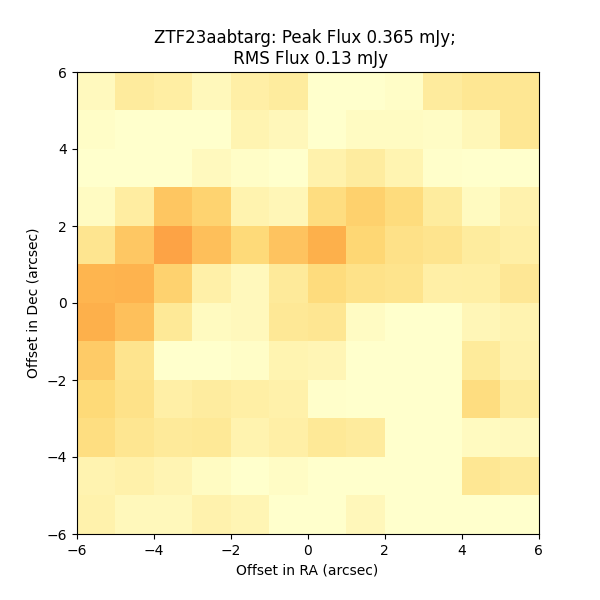 ZTF23aabtarg: Peak Flux 0.365 mJy;
RMS Flux 0.13 mJy
6
4
2
0
−2
−4
−6
Offset in Dec (arcsec)
−6 −4 −2 0 2 4 6
Offset in RA (arcsec)